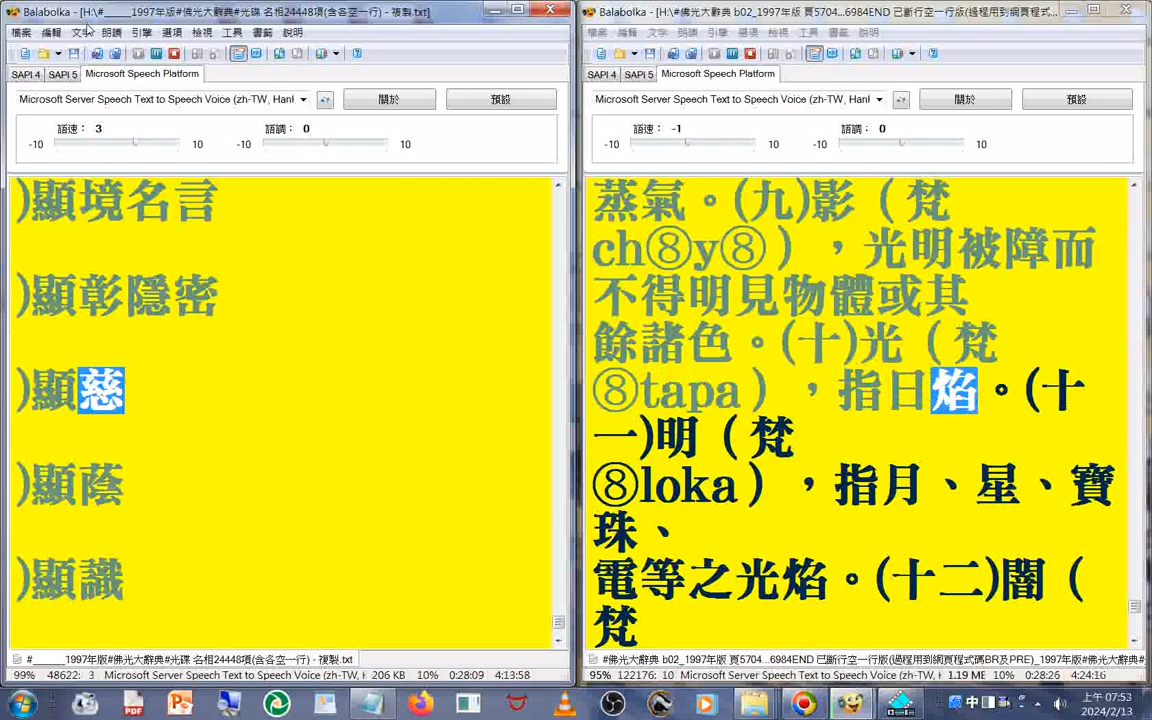 Balabolka - [H:\#_____1997年版#佛光大辭典#光碟 名相24448項(含各空一行) - 複製.txt]
檔案 編輯 文字 朗讀 引擎 選項 檢視 工具 書籤 說明
SAPI 4 SAPI 5 Microsoft Speech Platform
Microsoft Server Speech Text to Speech Voice (zh-TW, Hanl 關於 預設
語速： 3 語調： 0
-10 10 -10 10
)顯境名言
)顯彰隱密
)顯慈
)顯蔭
)顯識
#_____1997年版#佛光大辭典#光碟 名相24448項(含各空一行) - 複製.txt
99% 48622: 3 Microsoft Server Speech Text to Speech Voice (zh-TW, H 206 KB 10% 0:28:09 4:13:58
Balabolka - [H:\#佛光大辭典 b02_1997年版 頁5704...6984END 已斷行空一行版(過程用到網頁程式...
檔案 編輯 文字 朗讀 引擎 選項 檢視 工具 書籤 說明
SAPI 4 SAPI 5 Microsoft Speech Platform
Microsoft Server Speech Text to Speech Voice (zh-TW, Hanl 關於 預設
語速： -1 語調： 0
-10 10 -10 10
蒸氣。(九)影（梵
ch⑧y⑧），光明被障而
不得明見物體或其
餘諸色。(十)光（梵
⑧tapa），指日焰。(十
一)明（梵
⑧loka），指月、星、寶
珠、
電等之光焰。(十二)闇（
梵
#佛光大辭典 b02_1997年版 頁5704...6984END 已斷行空一行版(過程用到網頁程式碼BR及PRE)_1997年版#佛光大辭典#
95% 122176: 10 Microsoft Server Speech Text to Speech Voice (zh-TW, H 1.19 MB 10% 0:28:26 4:24:16
上午 07:53
2024/2/13